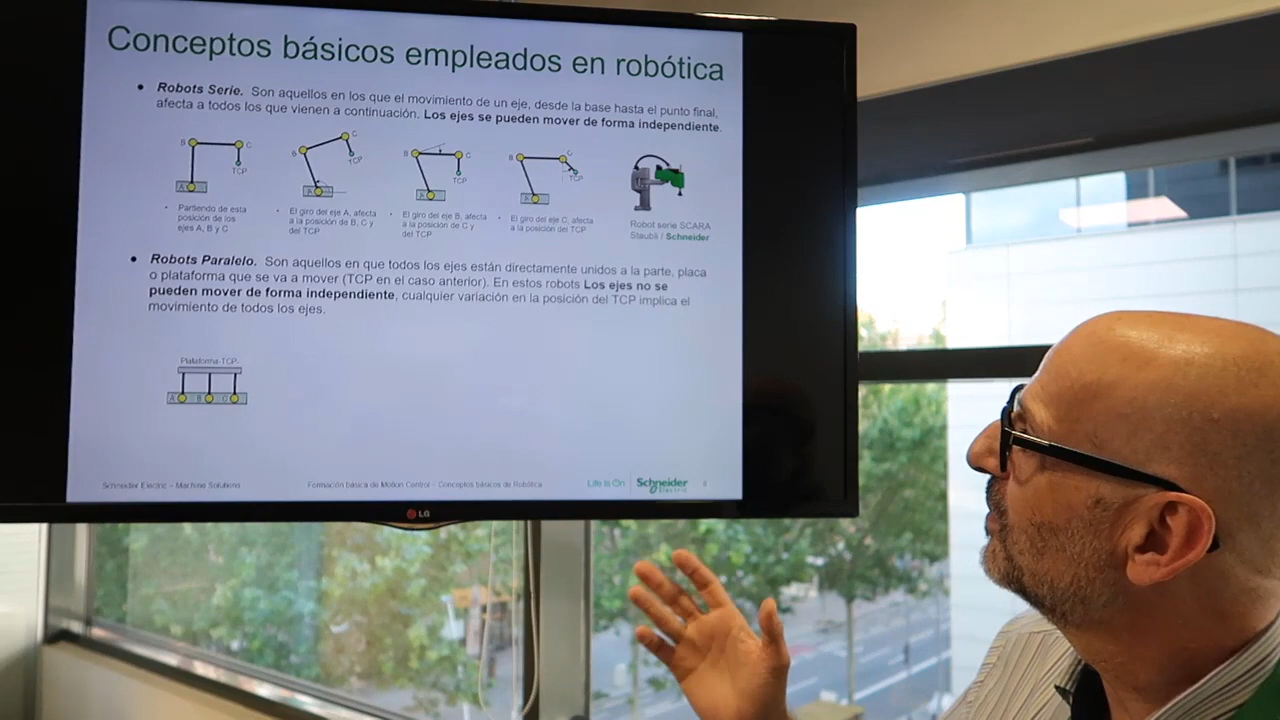 Conceptos básicos empleados en robótica
• Robots Serie. Son aquellos en los que el movimiento de un eje, desde la base hasta el punto final,
afecta a todos los que vienen a continuación. Los ejes se pueden mover de forma independiente.
B C
TCP
A
B C
TCP
A
B C
TCP
A
B C
TCP
A
• Partiendo de esta
posición de los
ejes A, B y C
• El giro del eje A, afecta
a la posición de B, C y
del TCP
• El giro del eje B, afecta
a la posición de C y
del TCP
• El giro del eje C, afecta
a la posición del TCP
Robot serie SCARA
Staubli / Schneider
• Robots Paralelo. Son aquellos en que todos los ejes están directamente unidos a la parte, placa
o plataforma que se va a mover (TCP en el caso anterior). En estos robots Los ejes no se
pueden mover de forma independiente, cualquier variación en la posición del TCP implica el
movimiento de todos los ejes.
Plataforma-TCP
A B C
Schneider Electric – Machine Solutions
Formación básica de Motion Control – Conceptos básicos de Robótica
Life Is On
Schneider
Electric
LG